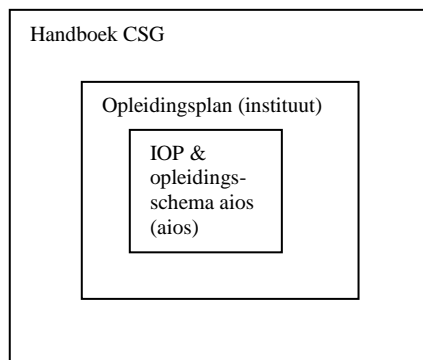 Handboek CSG
Opleidingsplan (instituut)
IOP &
opleidings-
schema aios
(aios)